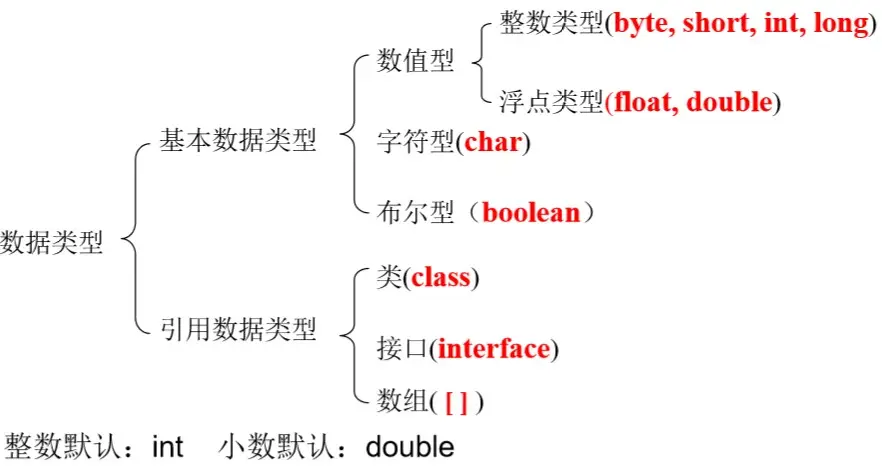 整数类型(byte, short, int, long)
数值型
浮点类型(float, double)
基本数据类型
字符型(char)
布尔型（boolean）
数据类型
类(class)
引用数据类型
接口(interface)
数组( [ ] )
整数默认：int 小数默认：double